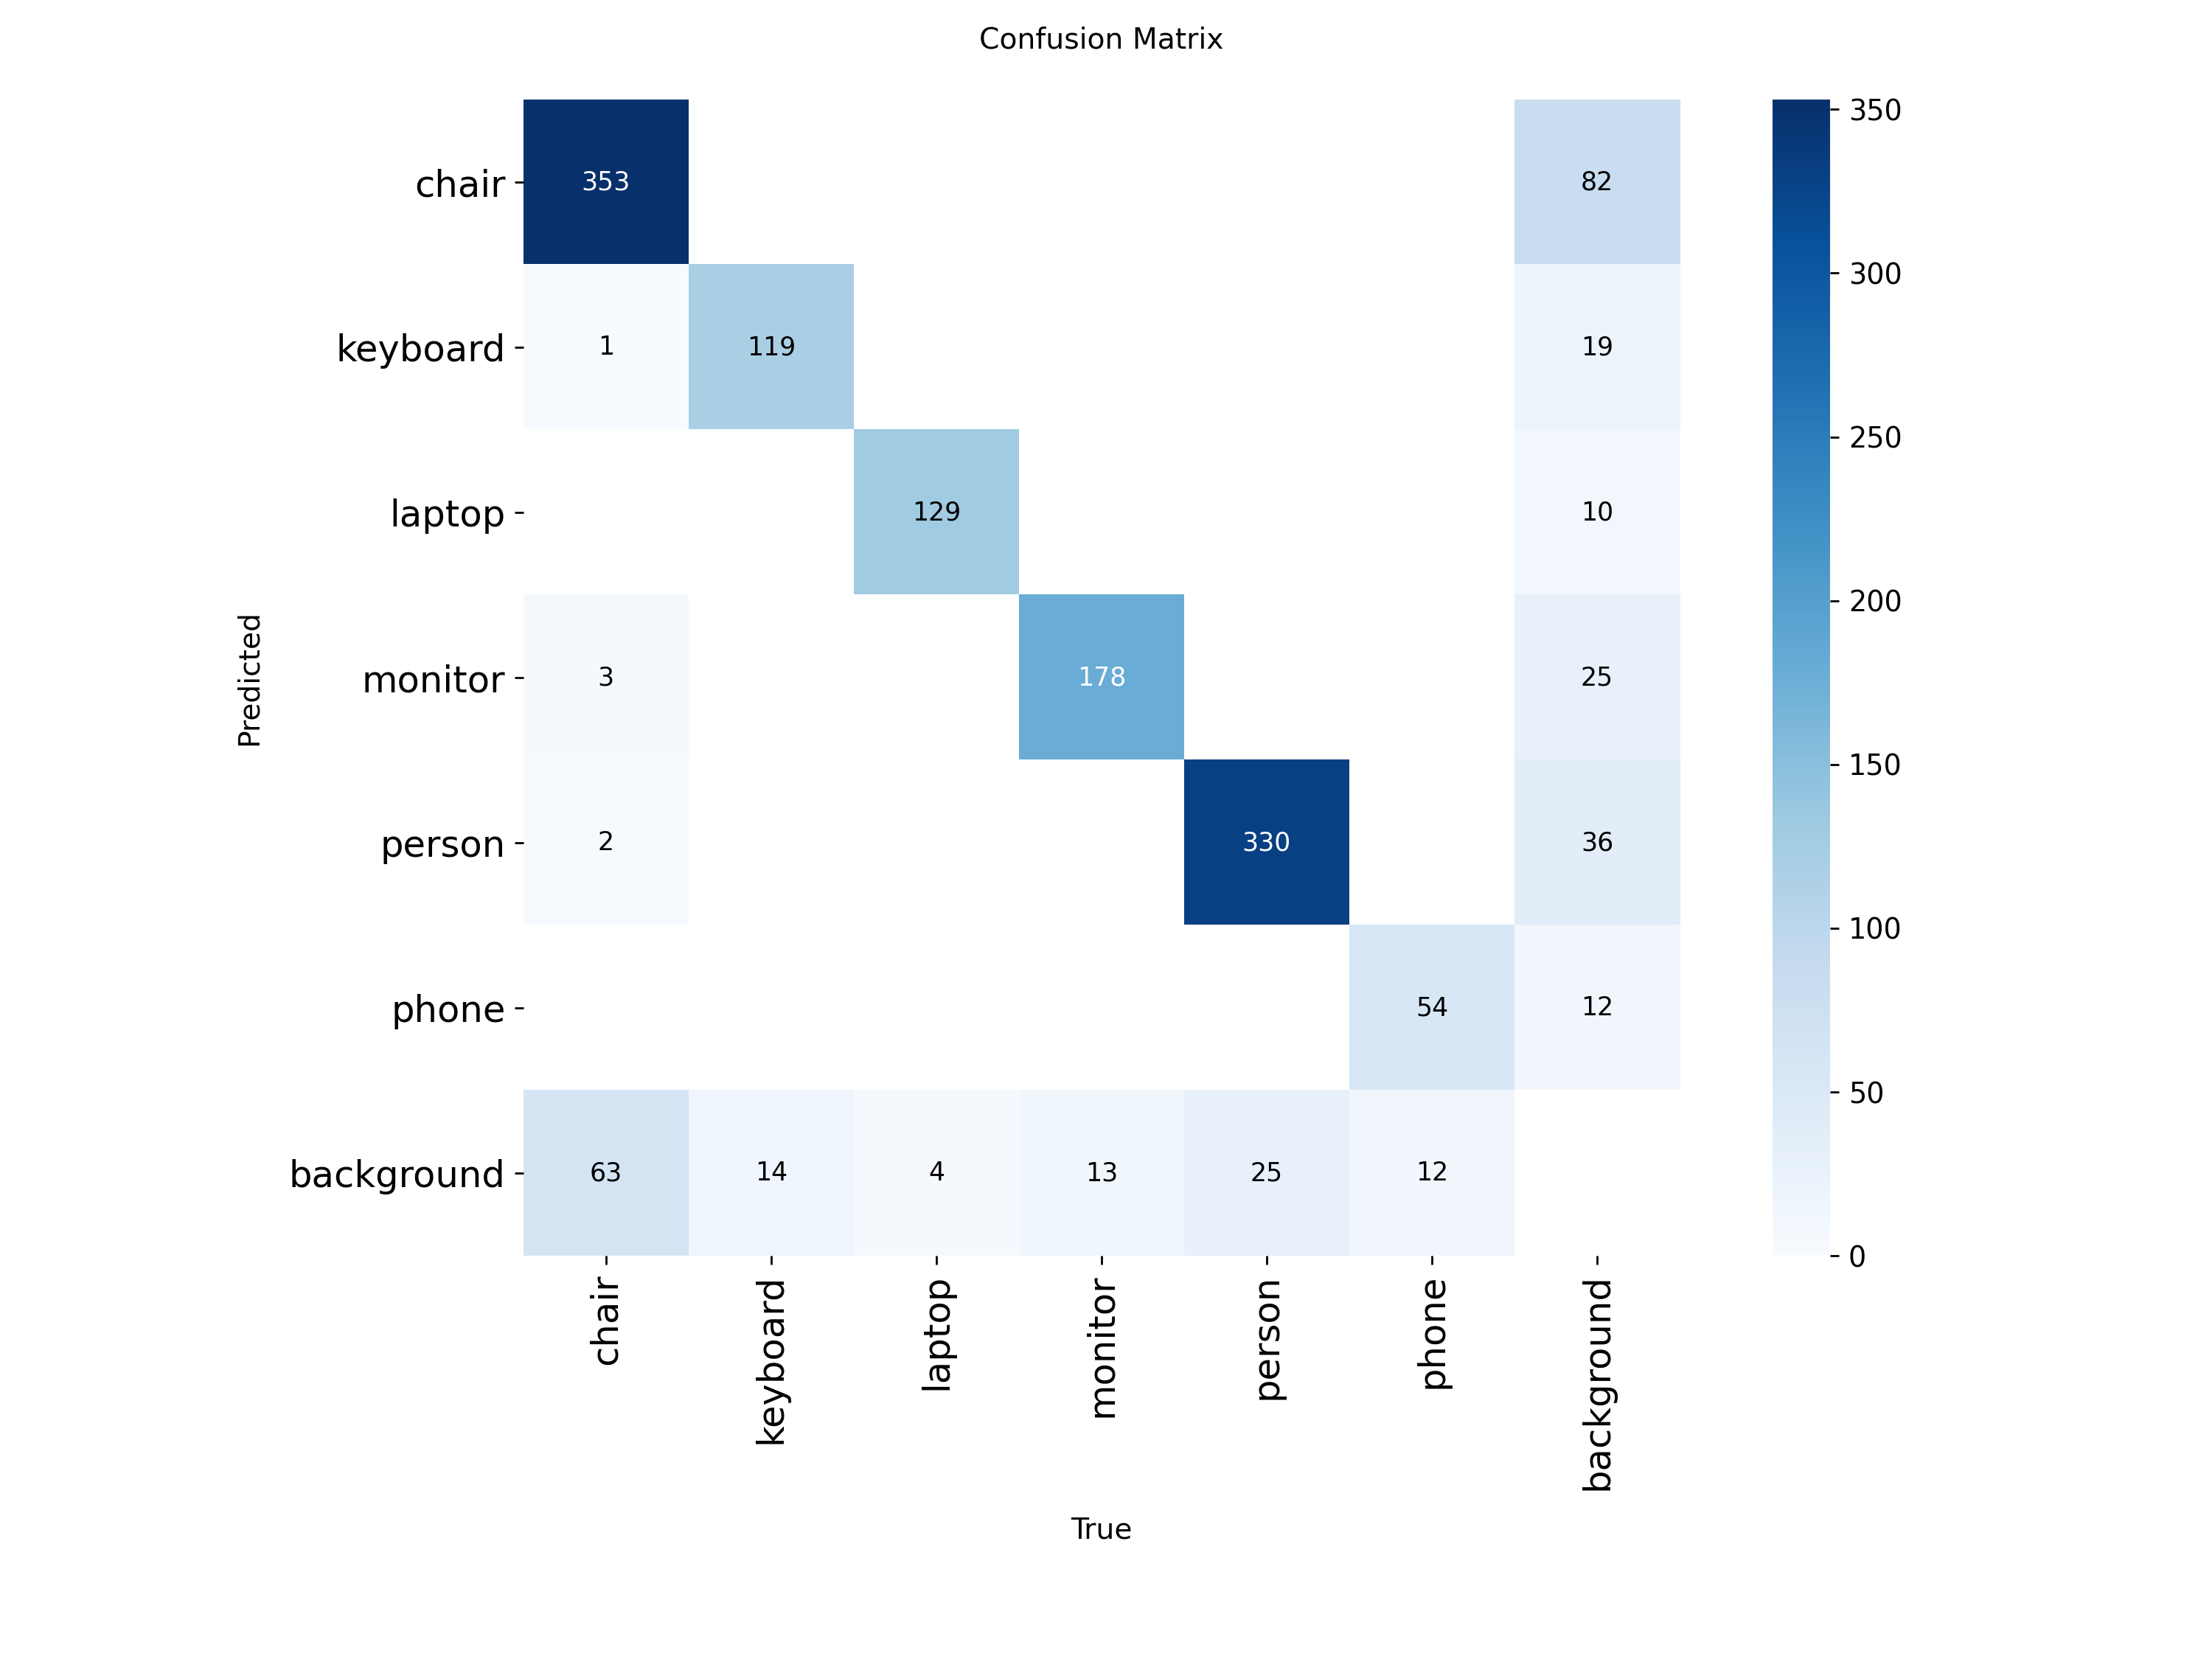 Confusion Matrix
chair
353
82
keyboard
1
119
19
laptop
129
10
monitor
3
178
25
person
2
330
36
phone
54
12
background
63
14
4
13
25
12
chair
keyboard
laptop
monitor
person
phone
background
Predicted
True
350
300
250
200
150
100
50
0